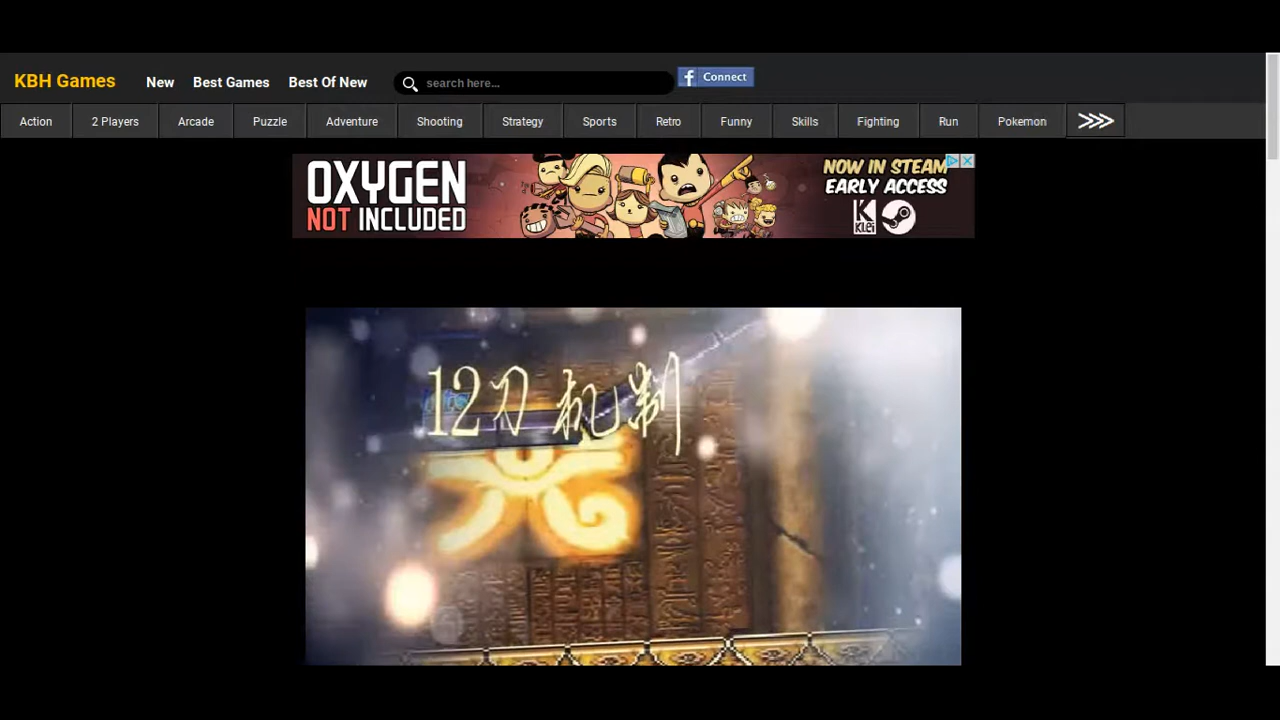 KBH Games
New Best Games Best Of New search here... f Connect
Action 2 Players Arcade Puzzle Adventure Shooting Strategy Sports Retro Funny Skills Fighting Run Pokemon
OXYGEN
NOT INCLUDED
NOW IN STEAM
EARLY ACCESS
KLEI
12刀机制
光